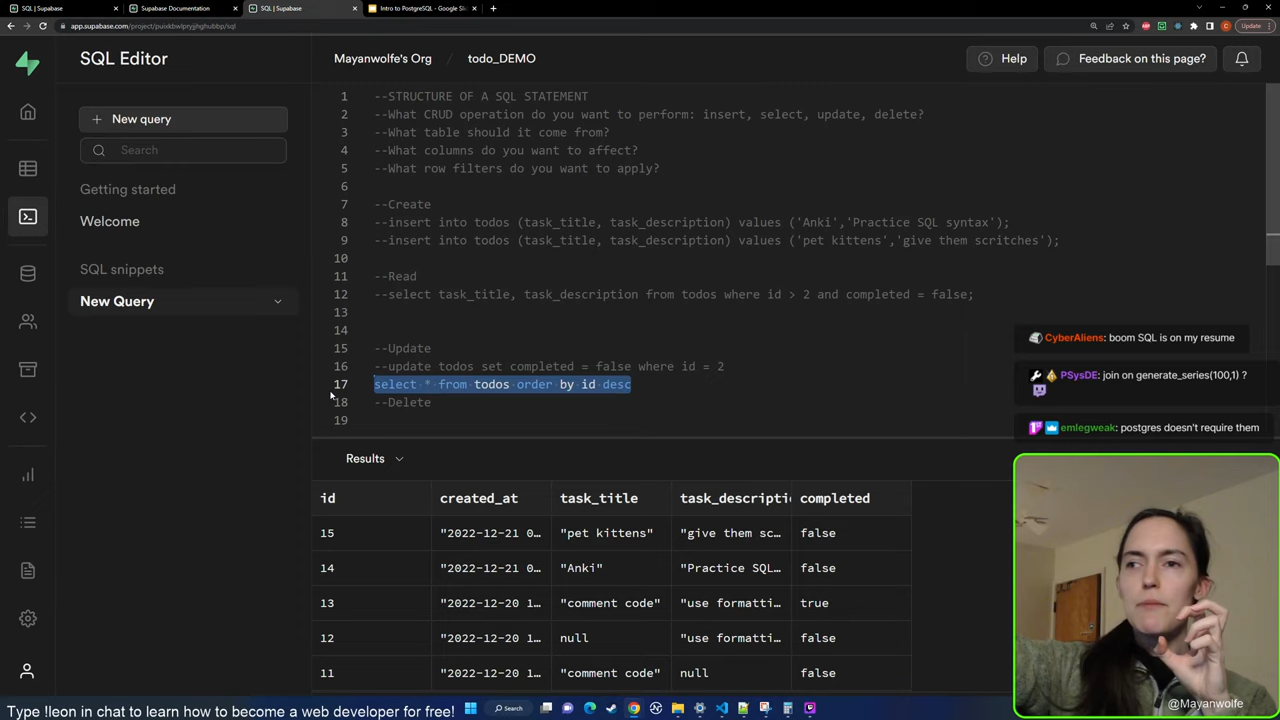 SQL | Supabase
Supabase Documentation
SQL | Supabase
Intro to PostgreSQL - Google Sli
app.supabase.com/project/puixkbwlpryjjhghubbp/sql
Update
SQL Editor
Mayanwolfe's Org / todo_DEMO
Help
Feedback on this page?
New query
Search
Getting started
Welcome
SQL snippets
New Query
1 --STRUCTURE OF A SQL STATEMENT
2 --What CRUD operation do you want to perform: insert, select, update, delete?
3 --What table should it come from?
4 --What columns do you want to affect?
5 --What row filters do you want to apply?
6
7 --Create
8 --insert into todos (task_title, task_description) values ('Anki','Practice SQL syntax');
9 --insert into todos (task_title, task_description) values ('pet kittens','give them scritches');
10
11 --Read
12 --select task_title, task_description from todos where id > 2 and completed = false;
13
14
15 --Update
16 --update todos set completed = false where id = 2
17 select * from todos order by id desc
18 --Delete
19
CyberAliens: boom SQL is on my resume
PSysDE: join on generate_series(100,1) ?
emlegweak: postgres doesn't require them
Results
id created_at task_title task_descripti completed
15 "2022-12-21 0... "pet kittens" "give them sc... false
14 "2022-12-21 0... "Anki" "Practice SQL... false
13 "2022-12-20 1... "comment code" "use formatti... true
12 "2022-12-20 1... null "use formatti... false
11 "2022-12-20 1... "comment code" null false
@Mayanwolfe
Type !leon in chat to learn how to become a web developer for free!